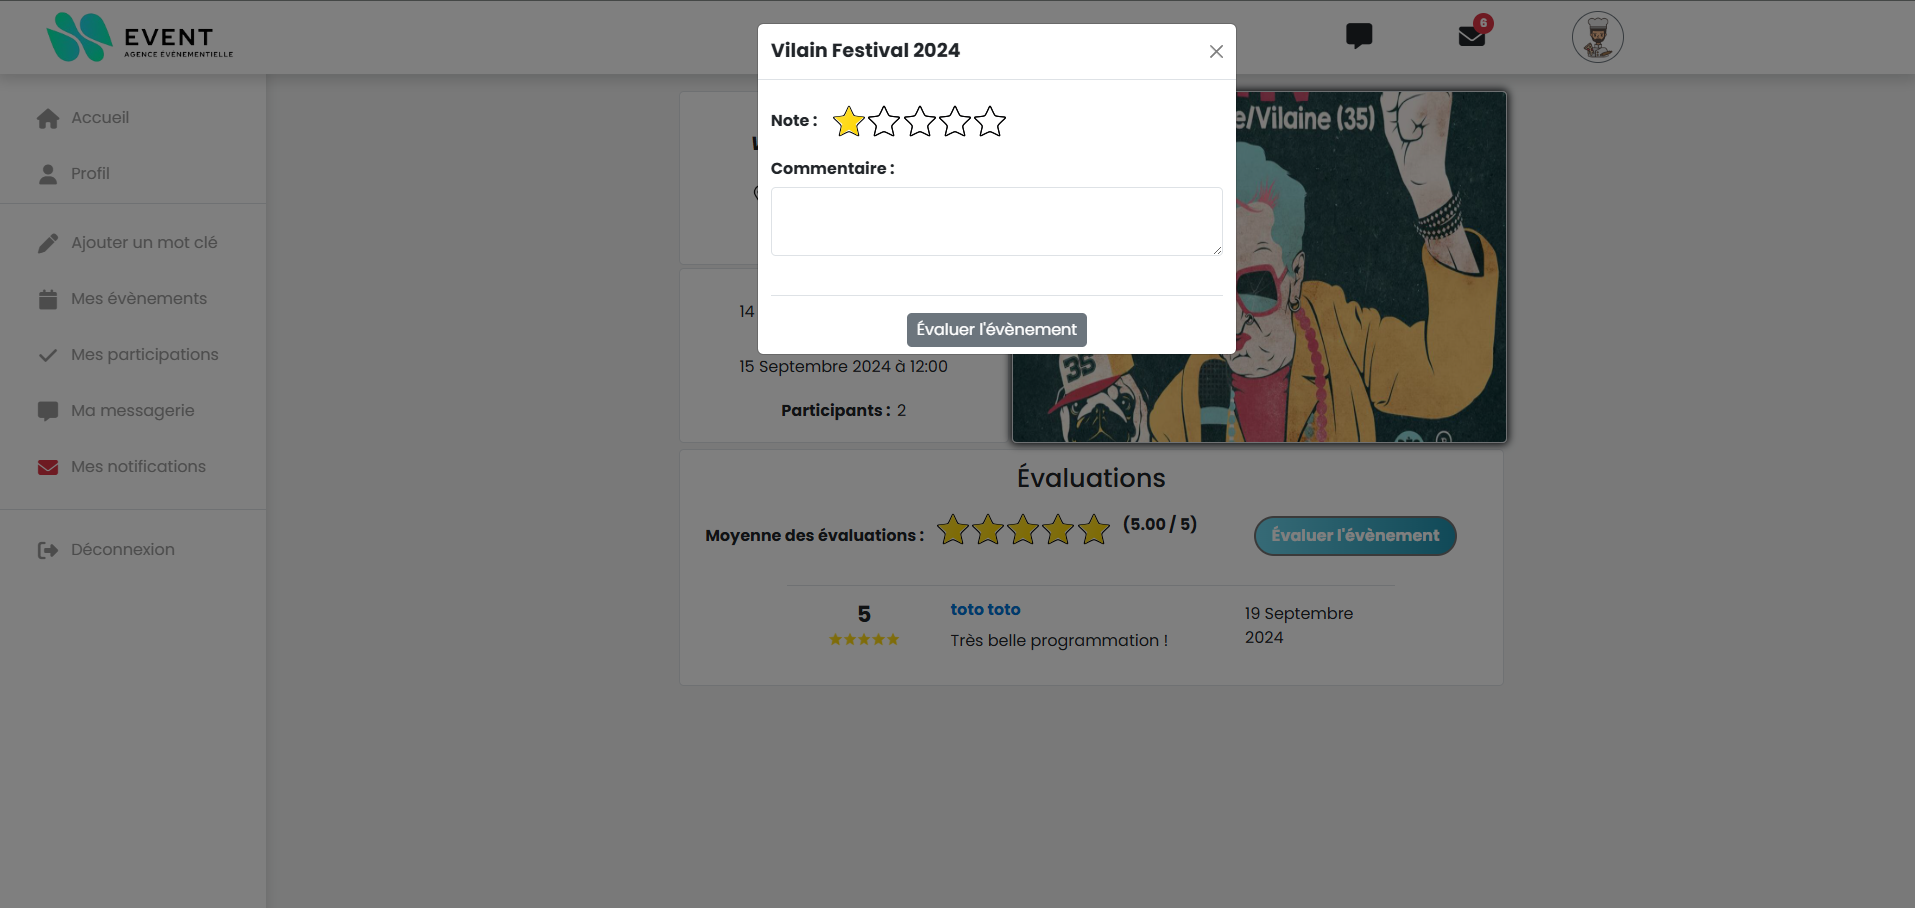 EVENT
AGENCE ÉVÉNEMENTIELLE
6
Accueil
Profil
Ajouter un mot clé
Mes évènements
Mes participations
Ma messagerie
Mes notifications
Déconnexion
Vilain Festival 2024
Note :
Commentaire :
Évaluer l'évènement
e/Vilaine (35)
35
14
15 Septembre 2024 à 12:00
Participants : 2
Évaluations
Moyenne des évaluations :
(5.00 / 5)
Évaluer l'évènement
5
toto toto
Très belle programmation !
19 Septembre
2024